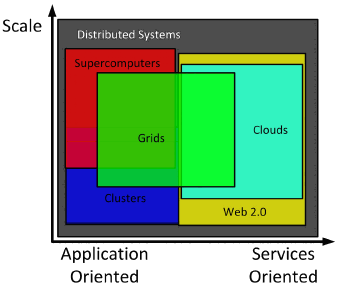 Scale
Distributed Systems
Supercomputers
Grids
Clouds
Clusters
Web 2.0
Application
Oriented
Services
Oriented